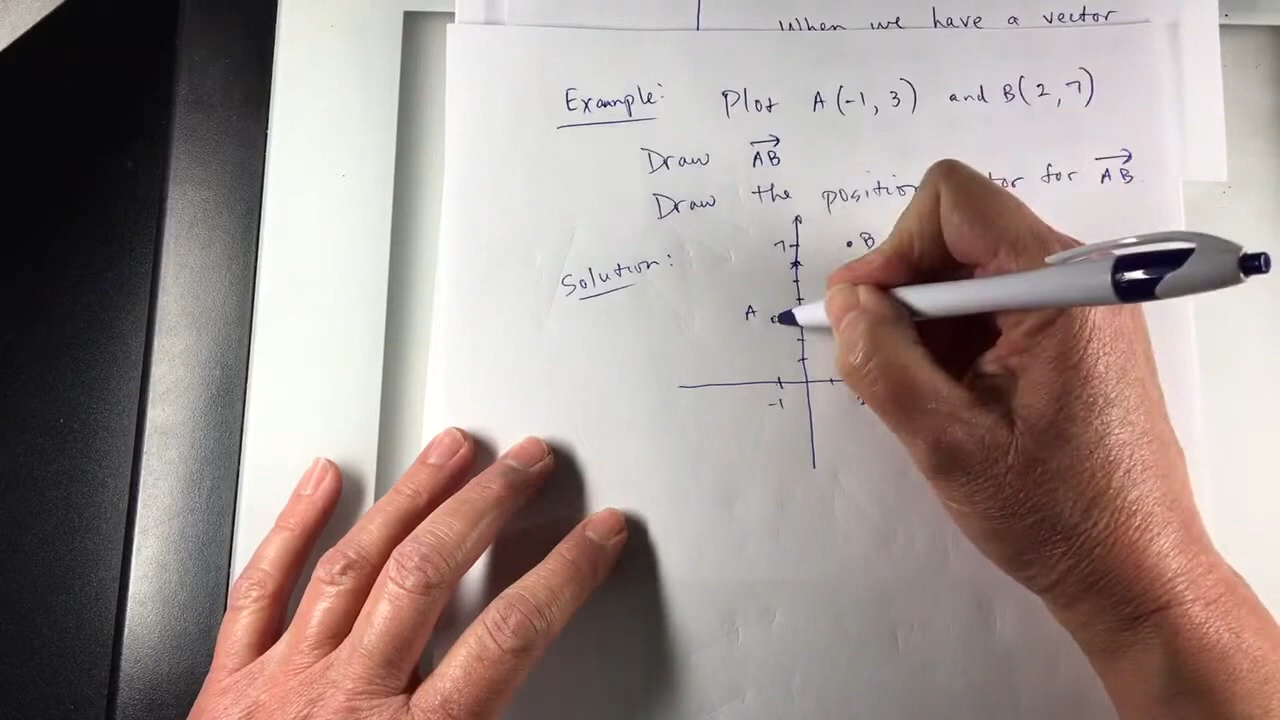 When we have a vector
Example: Plot A(-1, 3) and B(2, 7)
Draw AB
Draw the position for AB
Solution:
7 B
A
-1 2